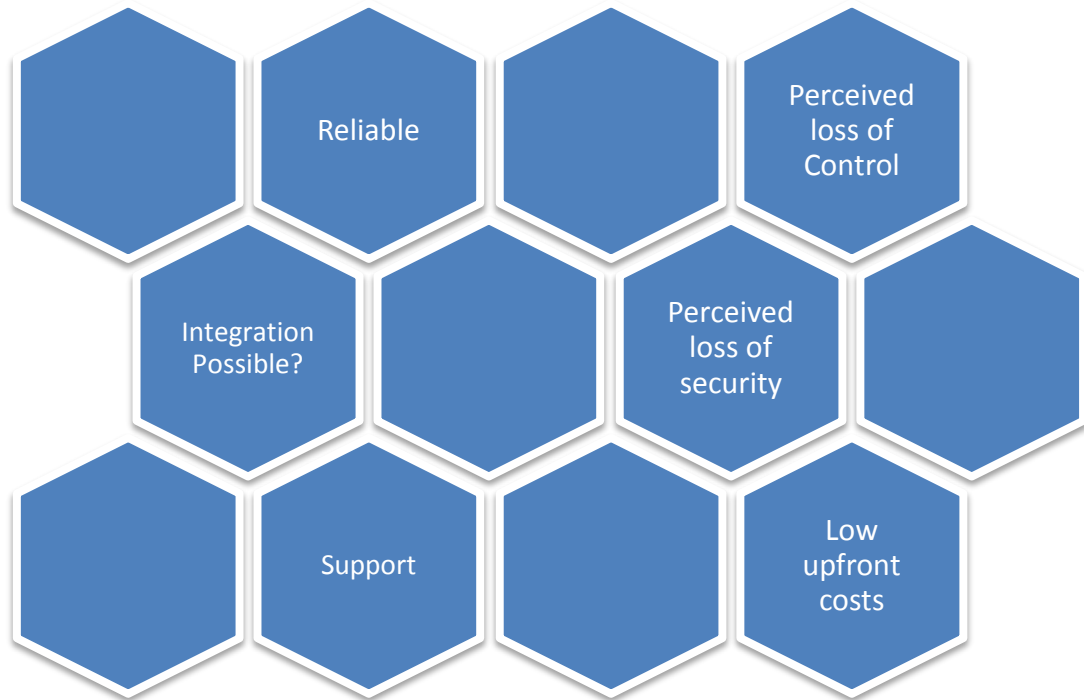 Reliable
Perceived
loss of
Control
Integration
Possible?
Perceived
loss of
security
Support
Low
upfront
costs